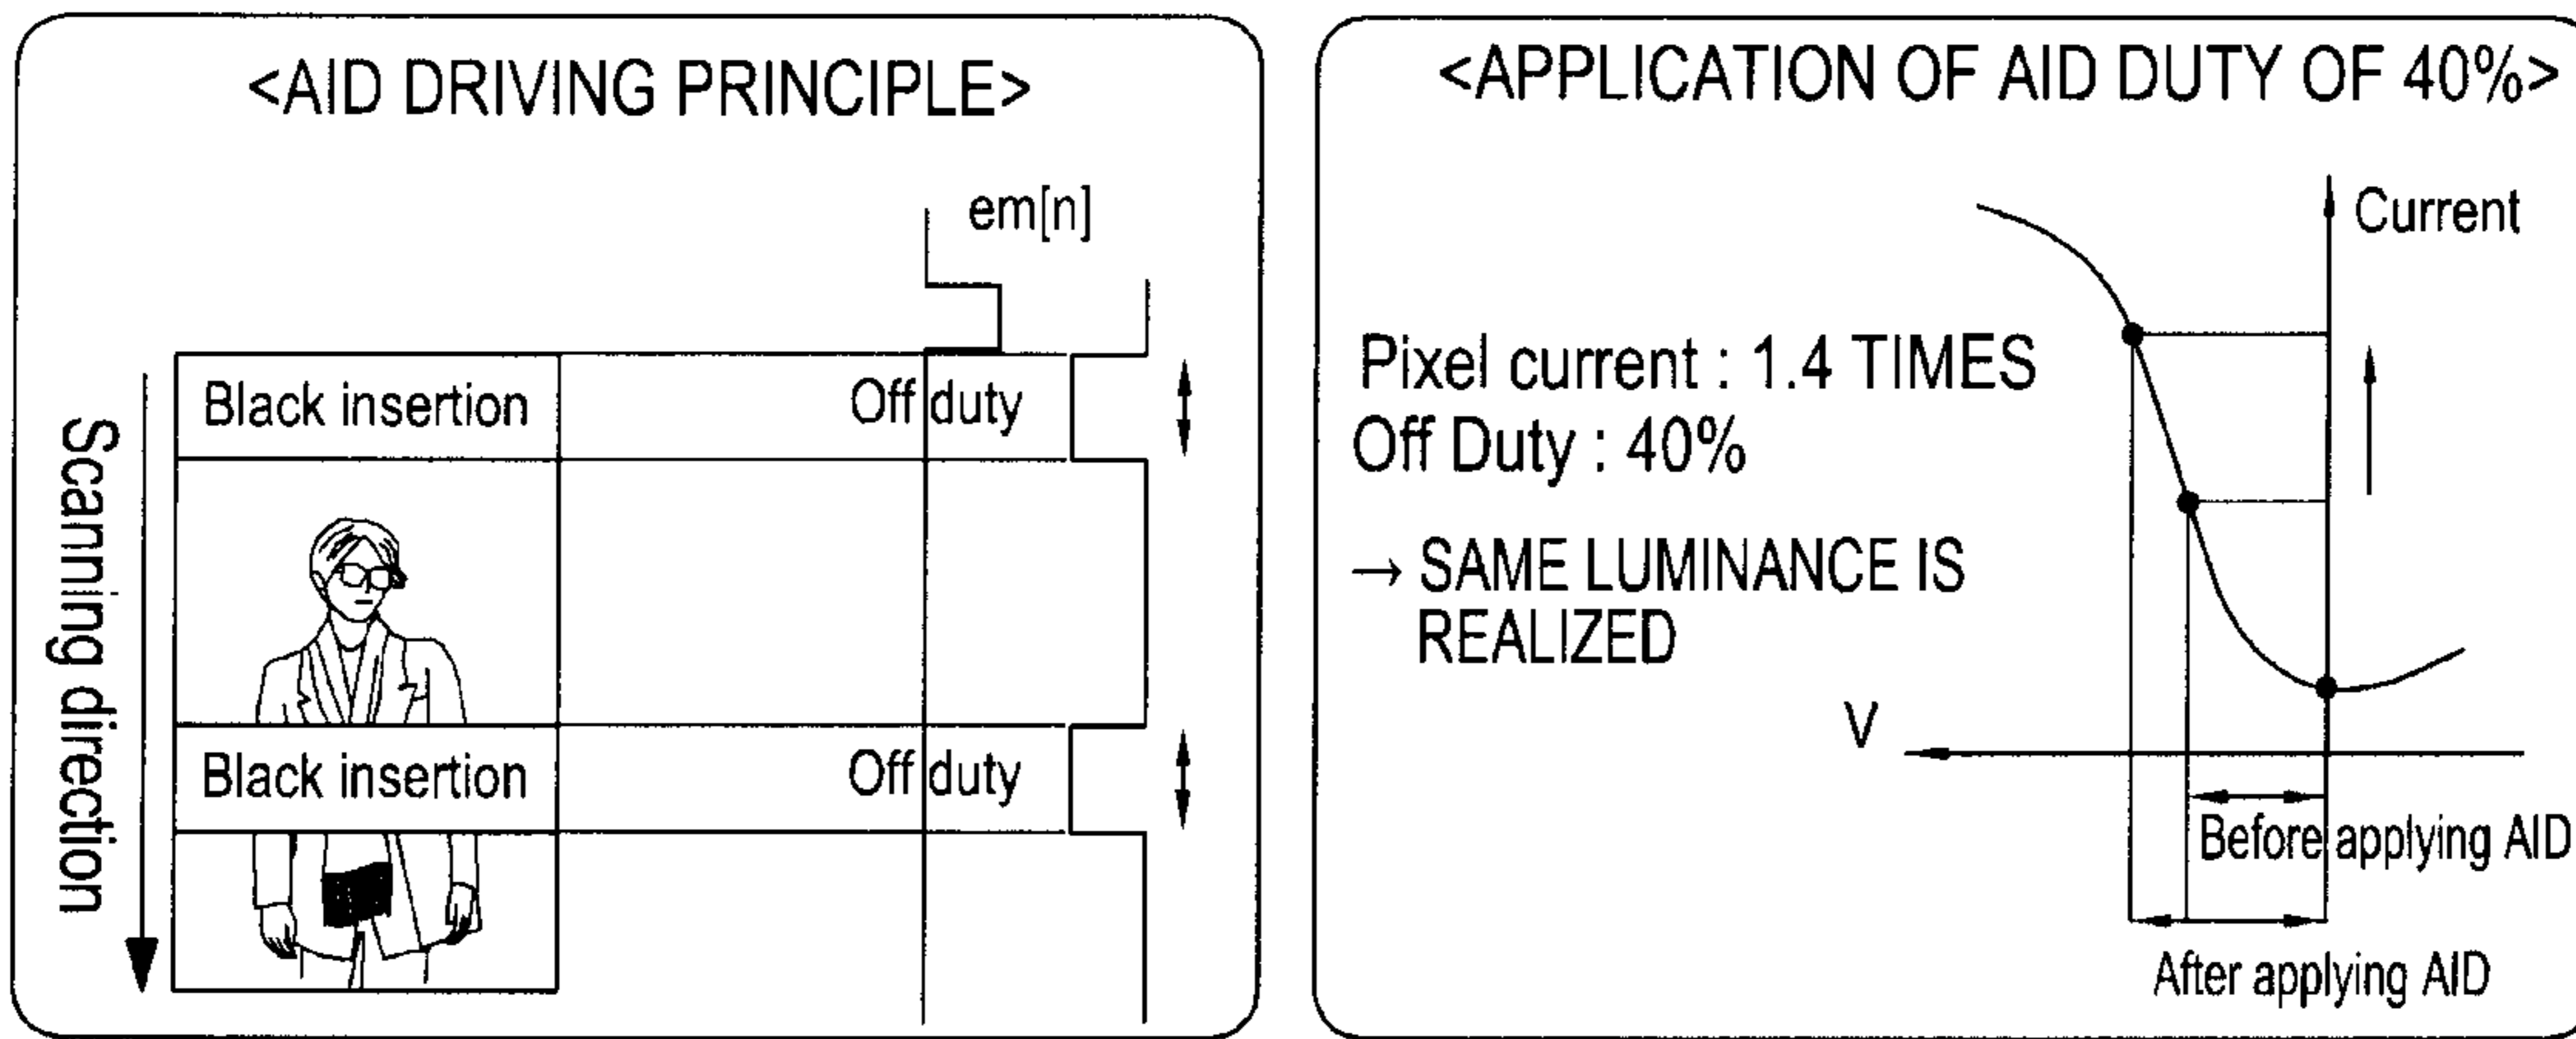 <AID DRIVING PRINCIPLE>
em[n]
Scanning direction
Black insertion
Off duty
Black insertion
Off duty
<APPLICATION OF AID DUTY OF 40%>
Current
Pixel current : 1.4 TIMES
Off Duty : 40%
→ SAME LUMINANCE IS
REALIZED
V
Before applying AID
After applying AID